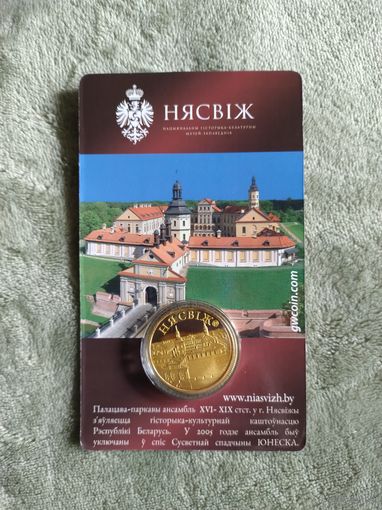 НЯСВІЖ
НАЦЫЯНАЛЬНЫ ГІСТОРЫКА-КУЛЬТУРНЫ
МУЗЕЙ-ЗАПАВЕДНІК
gwcoin.com
НЯСВІЖ
www.niasvizh.by
Палацава-паркавы ансамбль XVI- XIX стст. у г. Нясвіжы
з'яўляецца гісторыка-культурнай каштоўнасцю
Рэспублікі Беларусь. У 2005 годзе ансамбль быў
уключаны ў спіс Сусветнай спадчыны ЮНЕСКА.